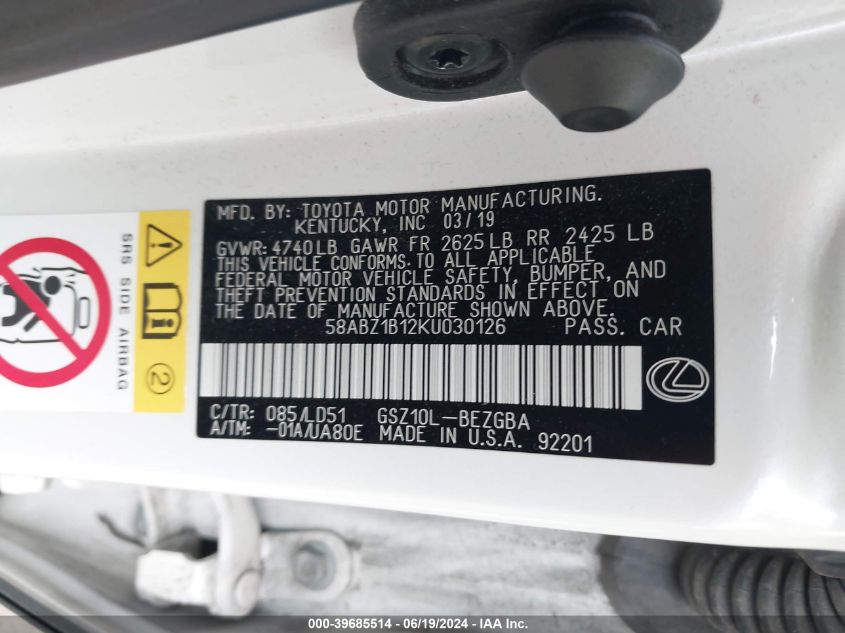 MFD. BY: TOYOTA MOTOR MANUFACTURING.
KENTUCKY, INC 03/19
GVWR: 4740LB GAWR FR 2625LB RR 2425 LB
THIS VEHICLE CONFORMS TO ALL APPLICABLE
FEDERAL MOTOR VEHICLE SAFETY, BUMPER, AND
THEFT PREVENTION STANDARDS IN EFFECT ON
THE DATE OF MANUFACTURE SHOWN ABOVE.
58ABZ1B12KU030126 PASS. CAR
C/TR: 085/LD51 GSZ10L-BEZGBA
A/TM: -01A/UA80E MADE IN U.S.A. 92201
SRS SIDE AIRBAG
2
000-39685514 - 06/19/2024 - IAA Inc.